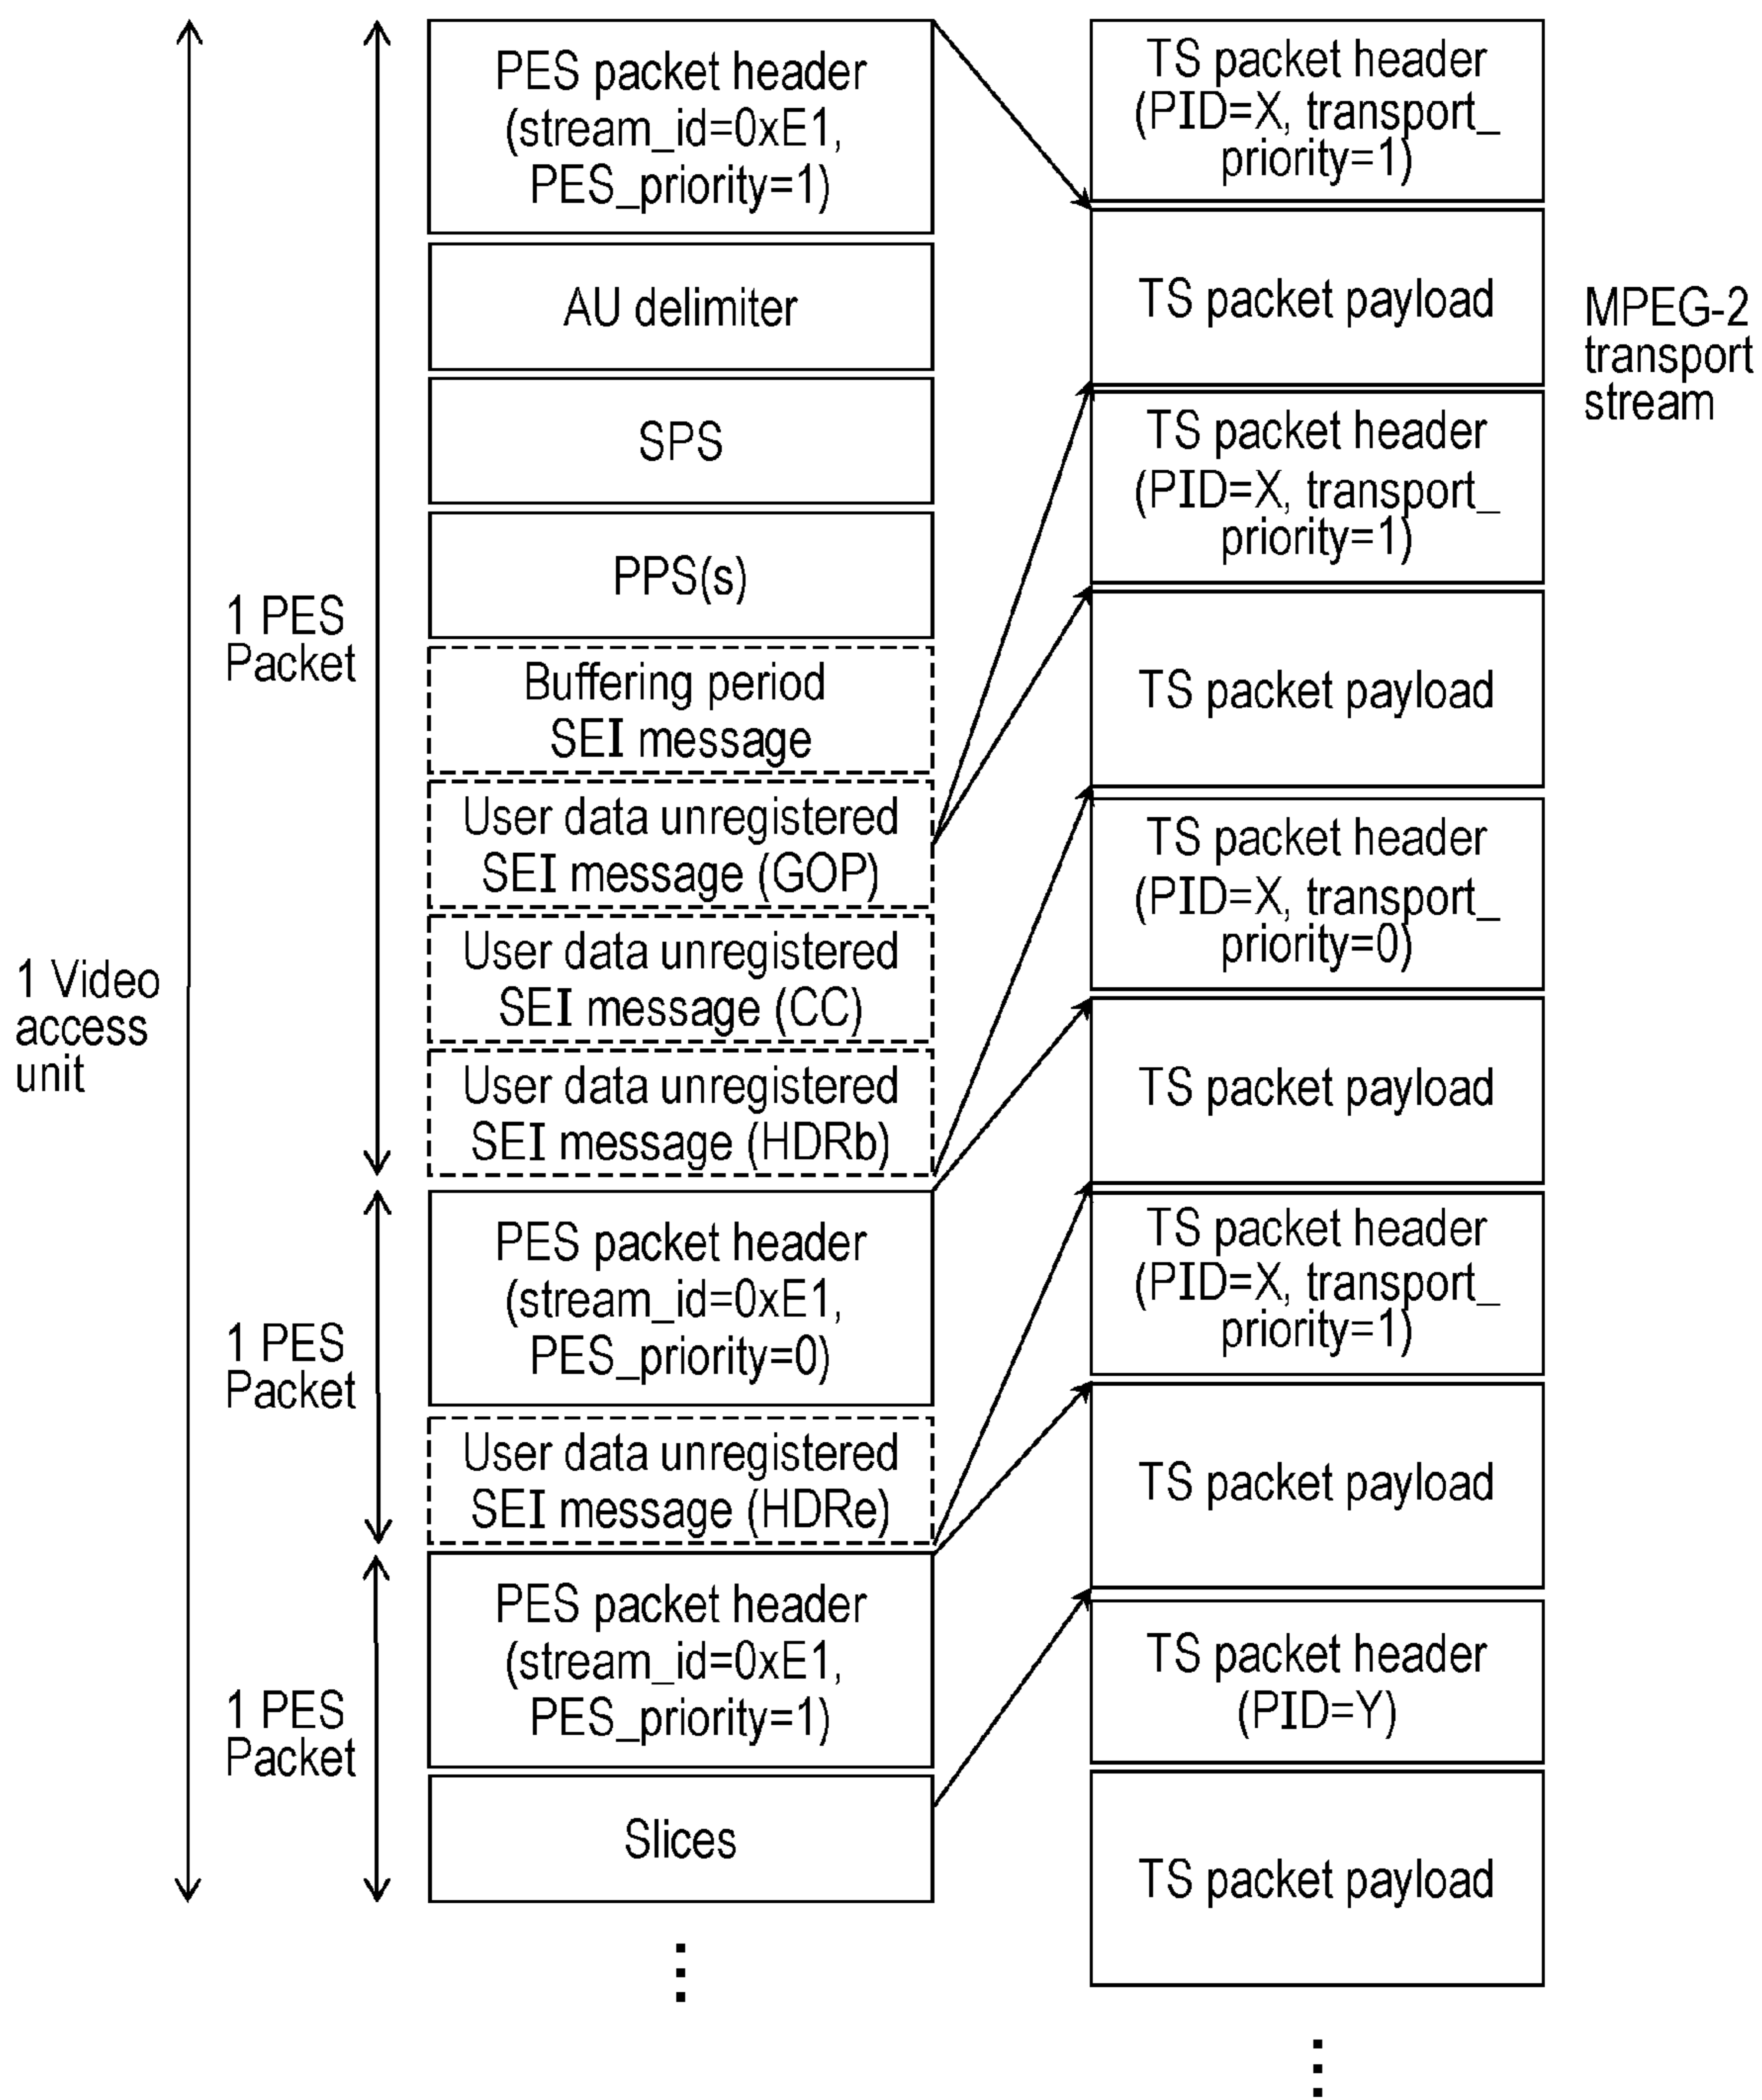 1 Video
access
unit
1 PES
Packet
1 PES
Packet
1 PES
Packet
PES packet header
(stream_id=0xE1,
PES_priority=1)
AU delimiter
SPS
PPS(s)
Buffering period
SEI message
User data unregistered
SEI message (GOP)
User data unregistered
SEI message (CC)
User data unregistered
SEI message (HDRb)
PES packet header
(stream_id=0xE1,
PES_priority=0)
User data unregistered
SEI message (HDRe)
PES packet header
(stream_id=0xE1,
PES_priority=1)
Slices
TS packet header
(PID=X, transport_
priority=1)
TS packet payload
TS packet header
(PID=X, transport_
priority=1)
TS packet payload
TS packet header
(PID=X, transport_
priority=0)
TS packet payload
TS packet header
(PID=X, transport_
priority=1)
TS packet payload
TS packet header
(PID=Y)
TS packet payload
MPEG-2
transport
stream